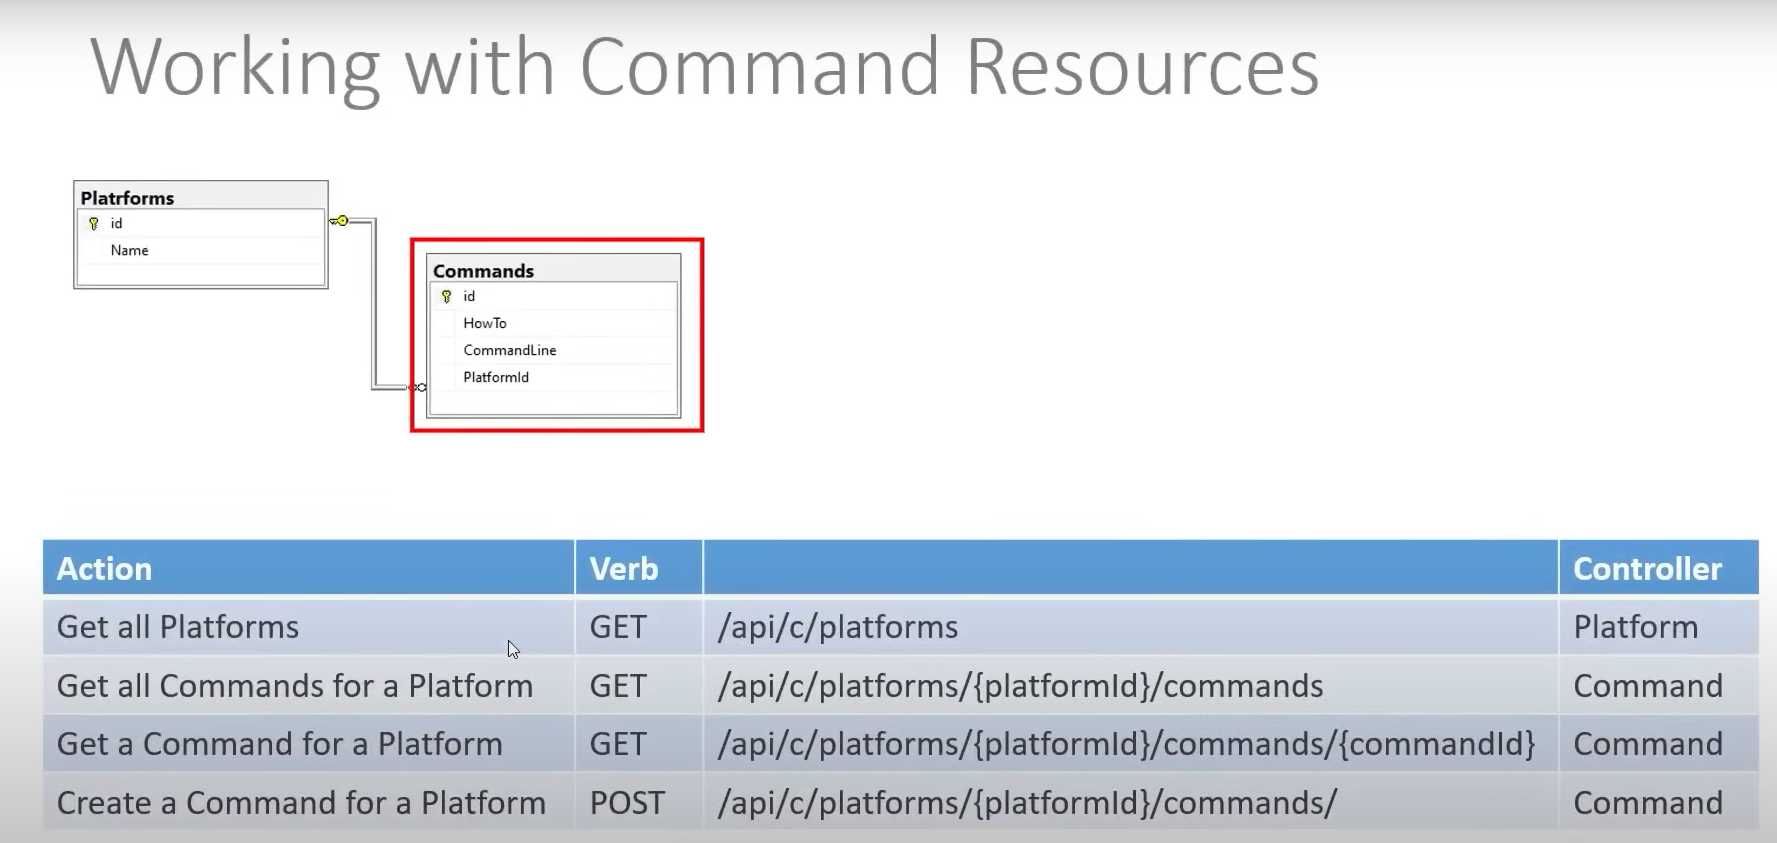 Working with Command Resources
Platrforms
id
Name
Commands
id
HowTo
CommandLine
PlatformId
Action Verb Controller
Get all Platforms GET /api/c/platforms Platform
Get all Commands for a Platform GET /api/c/platforms/{platformId}/commands Command
Get a Command for a Platform GET /api/c/platforms/{platformId}/commands/{commandId} Command
Create a Command for a Platform POST /api/c/platforms/{platformId}/commands/ Command